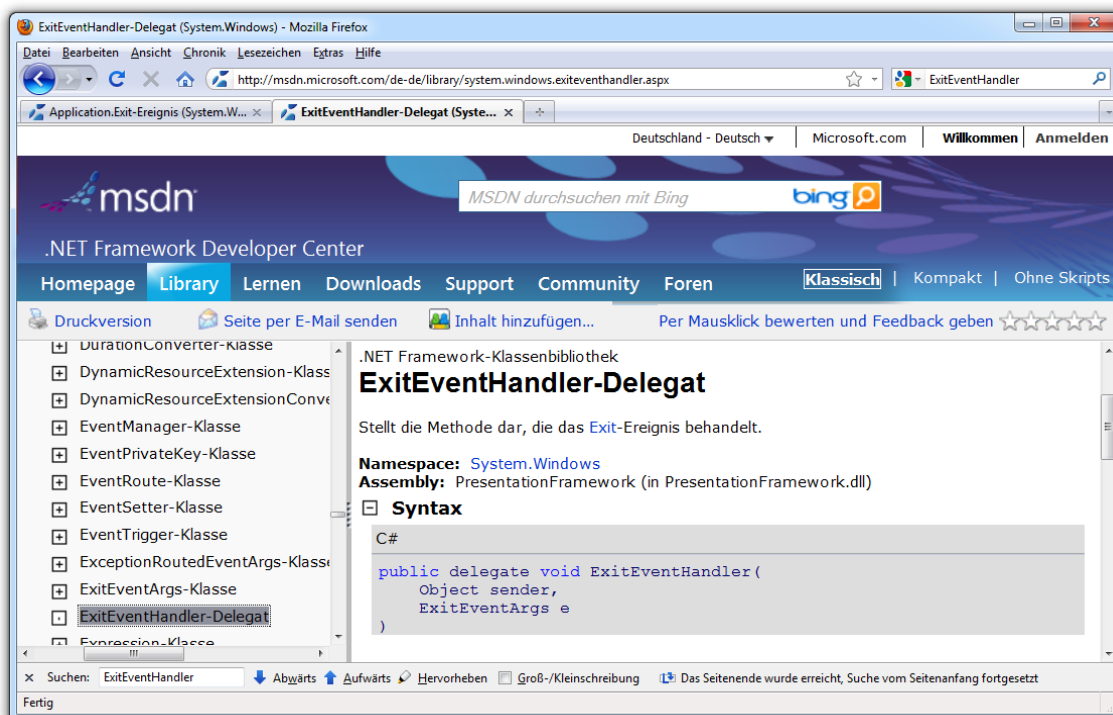 ExitEventHandler-Delegat (System.Windows) - Mozilla Firefox
Datei Bearbeiten Ansicht Chronik Lesezeichen Extras Hilfe
http://msdn.microsoft.com/de-de/library/system.windows.exiteventhandler.aspx
ExitEventHandler
Application.Exit-Ereignis (System.W...
ExitEventHandler-Delegat (Syste...
Deutschland - Deutsch
Microsoft.com
Willkommen
Anmelden
msdn
MSDN durchsuchen mit Bing
bing
.NET Framework Developer Center
Homepage Library Lernen Downloads Support Community Foren
Klassisch | Kompakt | Ohne Skripts
Druckversion
Seite per E-Mail senden
Inhalt hinzufügen...
Per Mausklick bewerten und Feedback geben
DurationConverter-Klasse
DynamicResourceExtension-Klass
DynamicResourceExtensionConve
EventManager-Klasse
EventPrivateKey-Klasse
EventRoute-Klasse
EventSetter-Klasse
EventTrigger-Klasse
ExceptionRoutedEventArgs-Klasse
ExitEventArgs-Klasse
ExitEventHandler-Delegat
Expression-Klasse
.NET Framework-Klassenbibliothek
ExitEventHandler-Delegat
Stellt die Methode dar, die das Exit-Ereignis behandelt.
Namespace: System.Windows
Assembly: PresentationFramework (in PresentationFramework.dll)
Syntax
C#
public delegate void ExitEventHandler(
Object sender,
ExitEventArgs e
)
Suchen: ExitEventHandler Abwärts Aufwärts Hervorheben Groß-/Kleinschreibung Das Seitenende wurde erreicht, Suche vom Seitenanfang fortgesetzt
Fertig